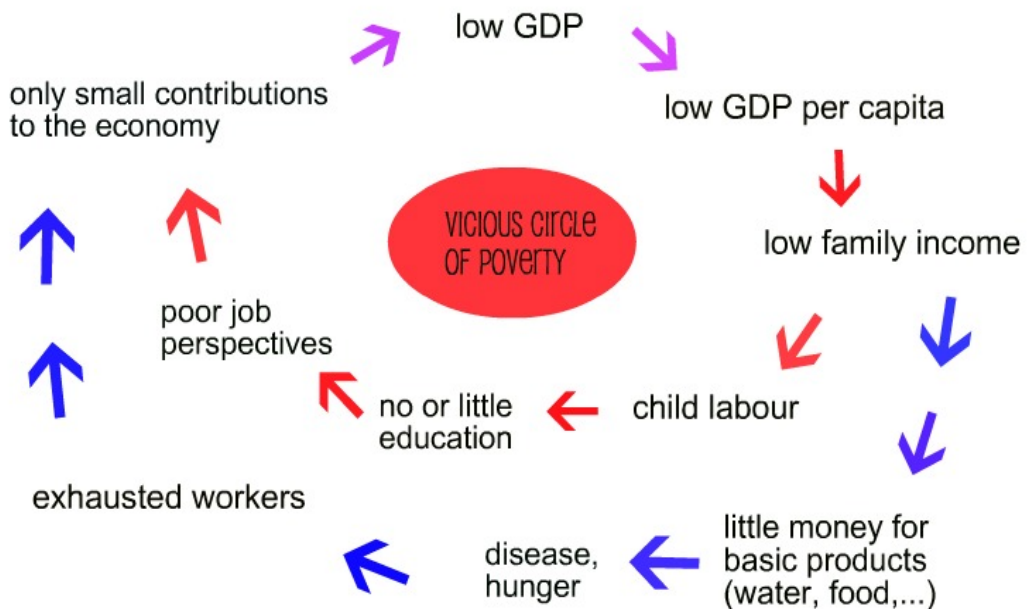 low GDP
low GDP per capita
low family income
child labour
no or little
education
poor job
perspectives
little money for
basic products
(water, food,...)
disease,
hunger
exhausted workers
only small contributions
to the economy
VICIOUS CIRCLE
OF POVERTY